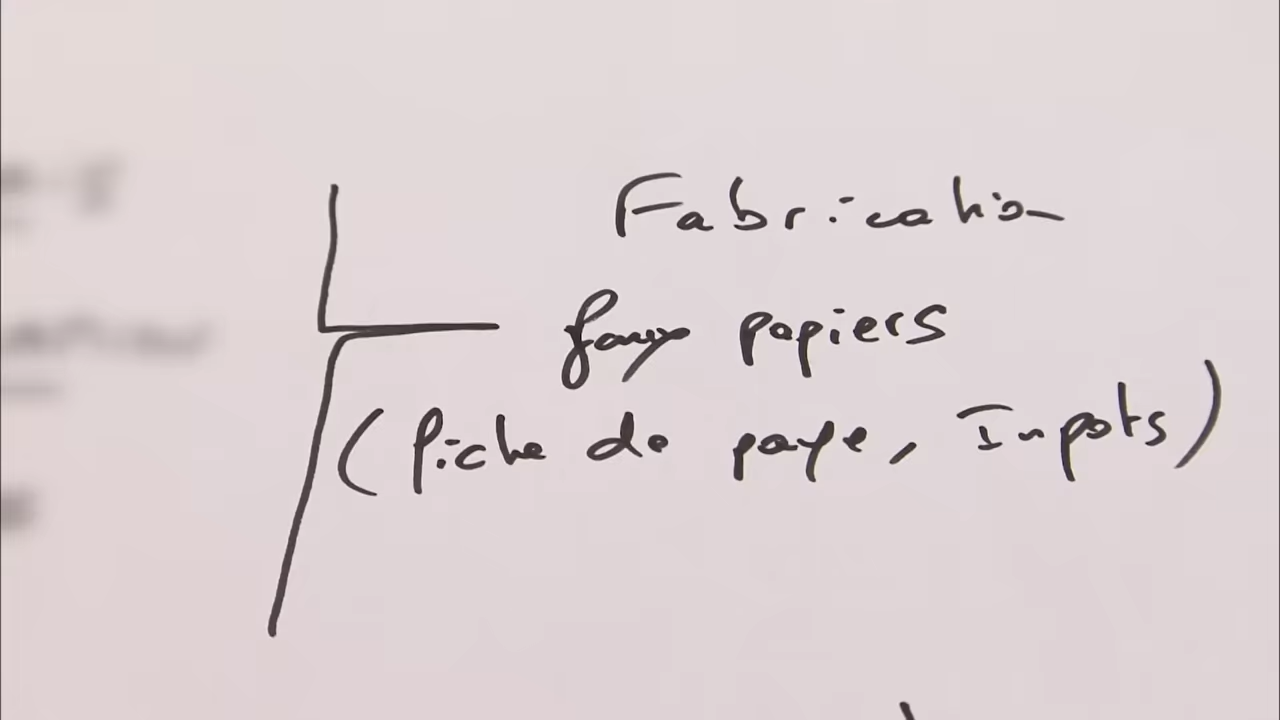 Fabrication
faux papiers
(fiche de paye, Impots)